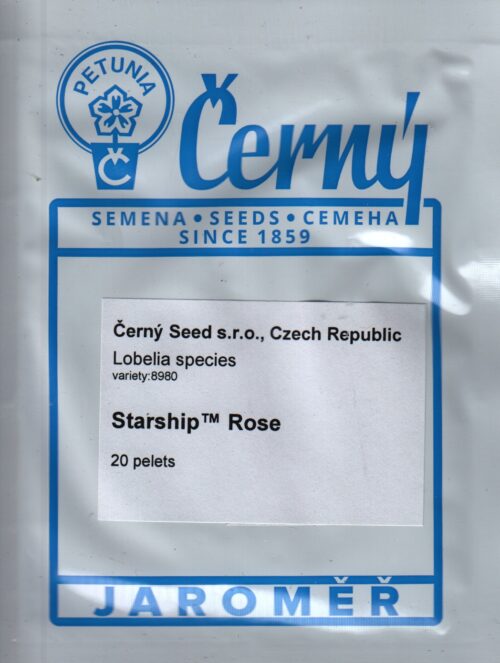 PETUNIA
Č
Černý
SEMENA • SEEDS • СЕМЕНА
SINCE 1859
Černý Seed s.r.o., Czech Republic
Lobelia species
variety:8980
Starship™ Rose
20 pelets
JAROMĚŘ